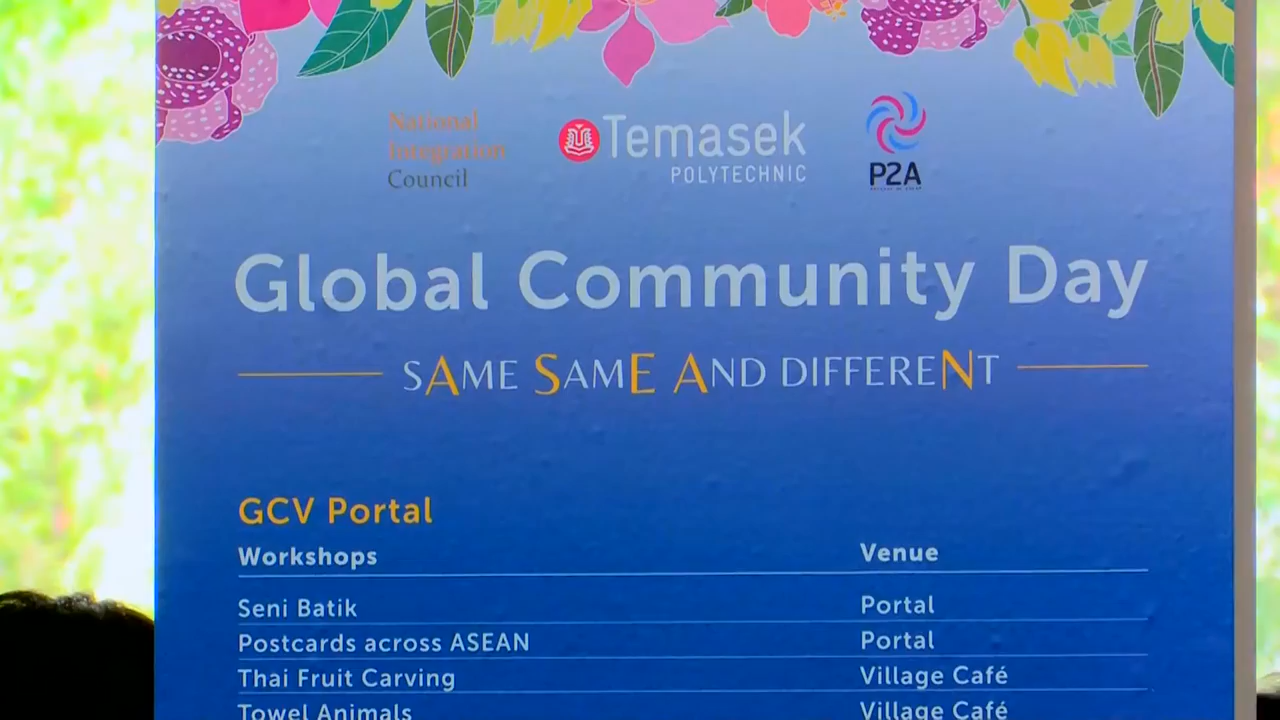 National
Integration
Council
Temasek
POLYTECHNIC
P2A
Global Community Day
SAME SAME AND DIFFERENT
GCV Portal
Workshops Venue
Seni Batik Portal
Postcards across ASEAN Portal
Thai Fruit Carving Village Café
Towel Animals Village Café